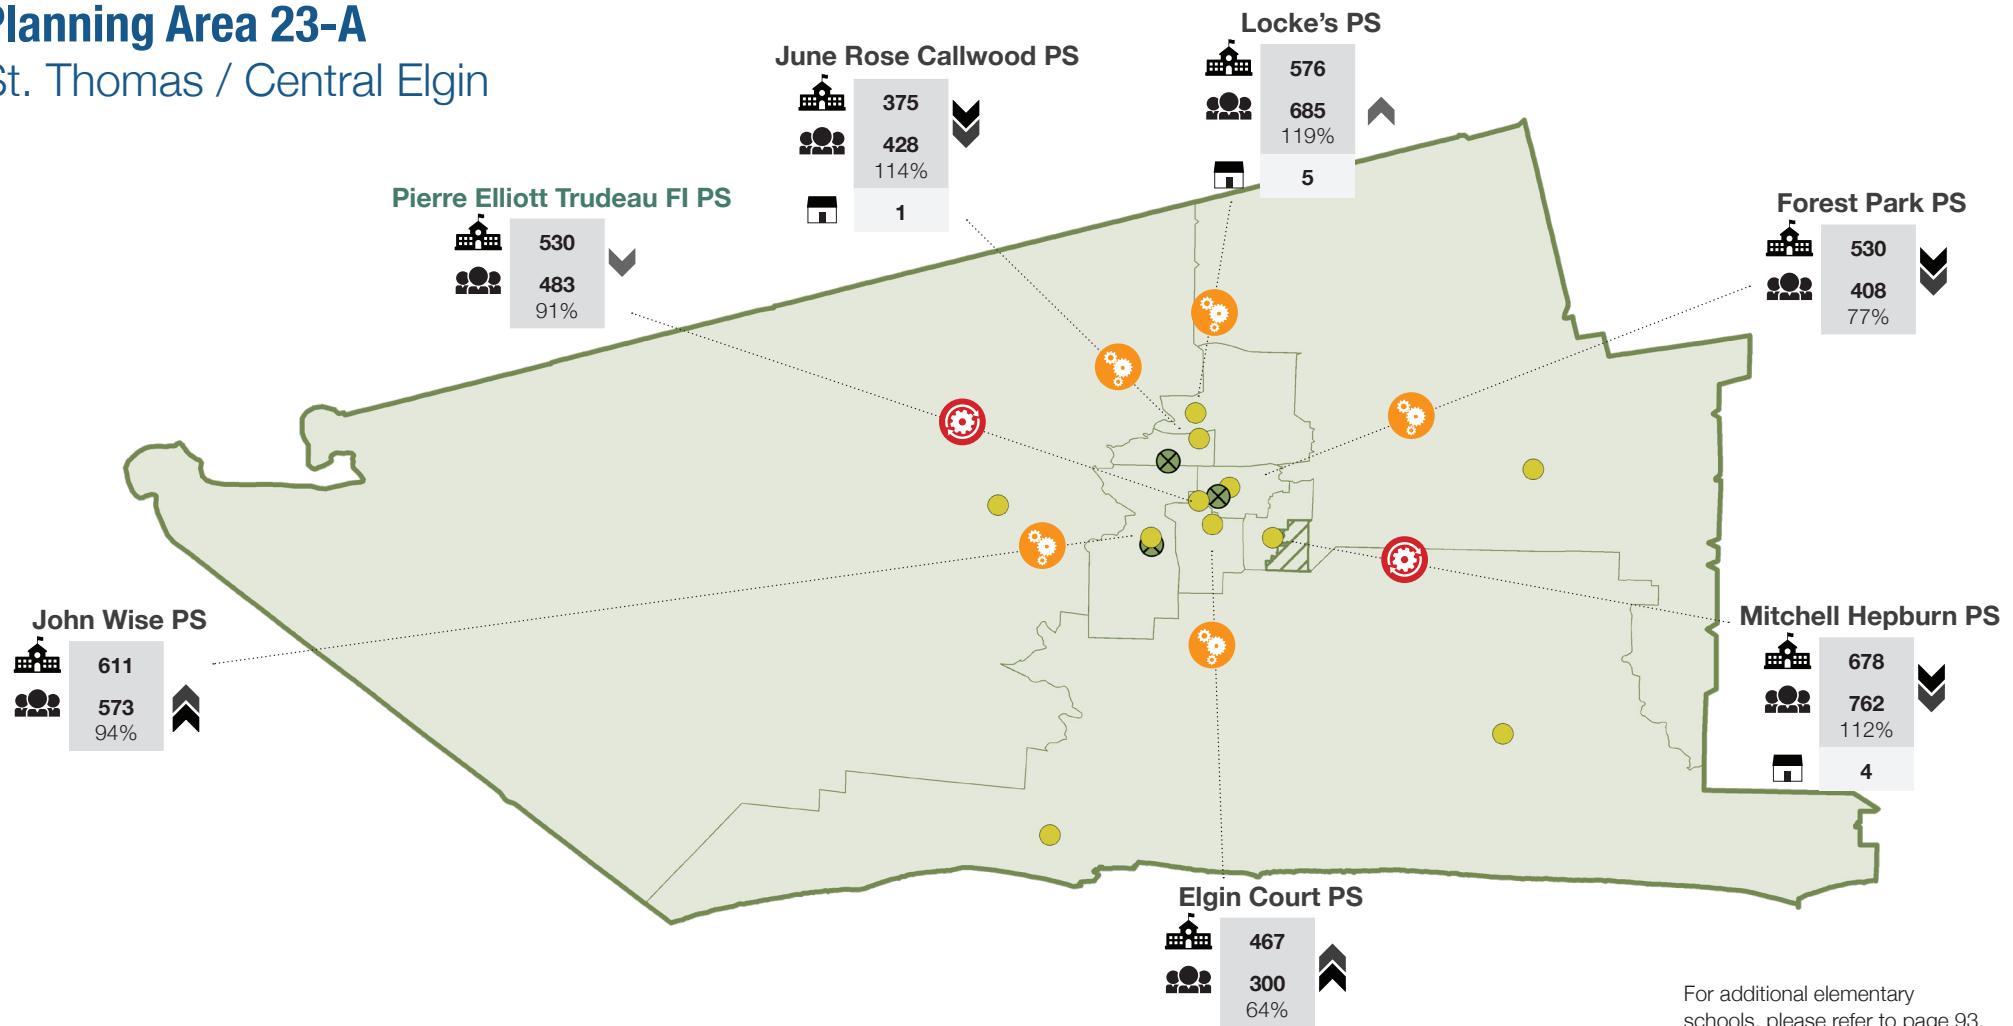 Planning Area 23-A
St. Thomas / Central Elgin
Locke's PS
576
685
119%
5
June Rose Callwood PS
375
428
114%
1
Pierre Elliott Trudeau FI PS
530
483
91%
Forest Park PS
530
408
77%
John Wise PS
611
573
94%
Mitchell Hepburn PS
678
762
112%
4
Elgin Court PS
467
300
64%
For additional elementary
schools, please refer to page 93.